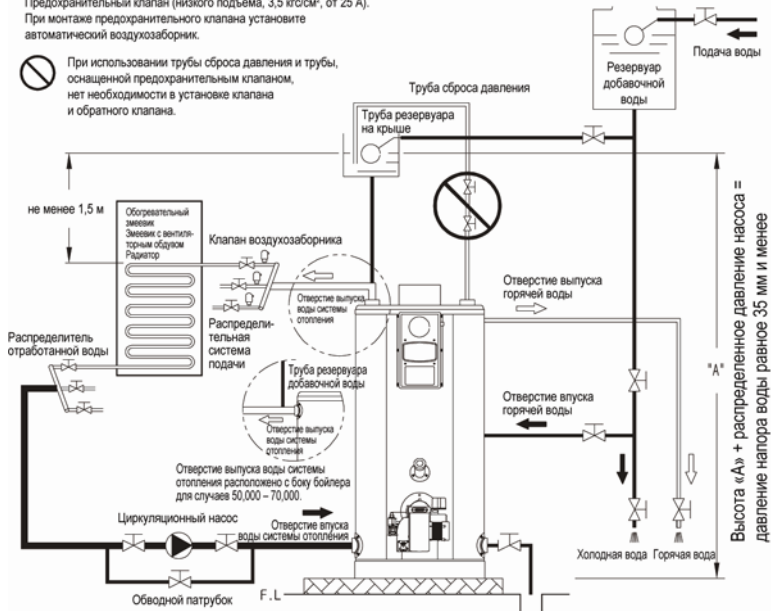 Предохранительный клапан (низкого подъема, 3,5 кгс/см², от 25 А).
При монтаже предохранительного клапана установите
автоматический воздухозаборник.
При использовании трубы сброса давления и трубы,
оснащенной предохранительным клапаном,
нет необходимости в установке клапана
и обратного клапана.
Подача воды
Резервуар
добавочной
воды
Труба сброса давления
Труба резервуара
на крыше
не менее 1,5 м
Обогревательный
змеевик
Змеевик с вентиля-
торным обдувом
Радиатор
Клапан воздухозаборника
Отверстие выпуска
воды системы
отопления
Отверстие выпуска
горячей воды
Распредели-
тельная
система
подачи
Распределитель
отработанной воды
Труба резервуара
добавочной воды
Отверстие выпуска
воды системы
отопления
Отверстие впуска
горячей воды
"A"
Высота «А» + распределенное давление насоса =
давление напора воды равное 35 мм и менее
Отверстие выпуска воды системы
отопления расположено с боку бойлера
для случаев 50,000 – 70,000.
Циркуляционный насос
Отверстие впуска
воды системы отопления
Холодная вода
Горячая вода
Обводной патрубок
F.L